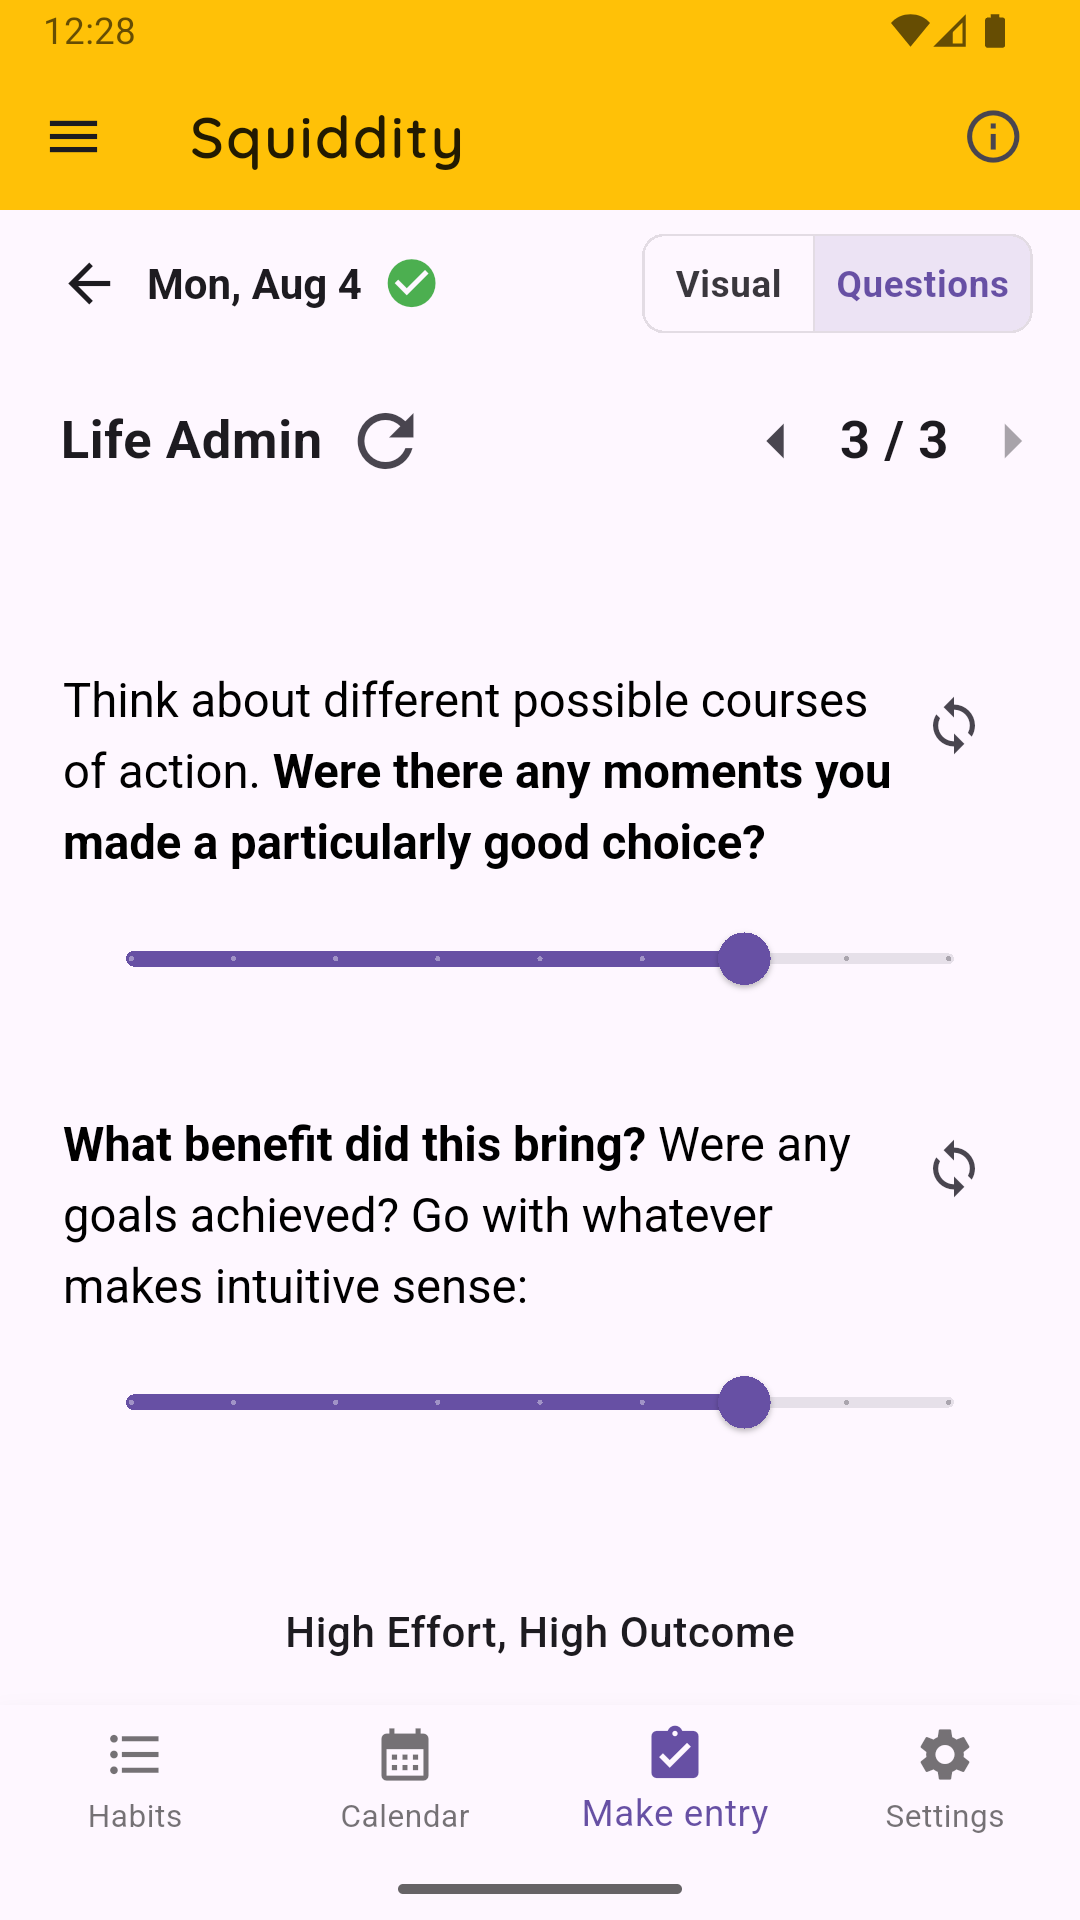 12:28
Squiddity
Mon, Aug 4
Visual
Questions
Life Admin
3 / 3
Think about different possible courses
of action. Were there any moments you
made a particularly good choice?
What benefit did this bring? Were any
goals achieved? Go with whatever
makes intuitive sense:
High Effort, High Outcome
Habits
Calendar
Make entry
Settings